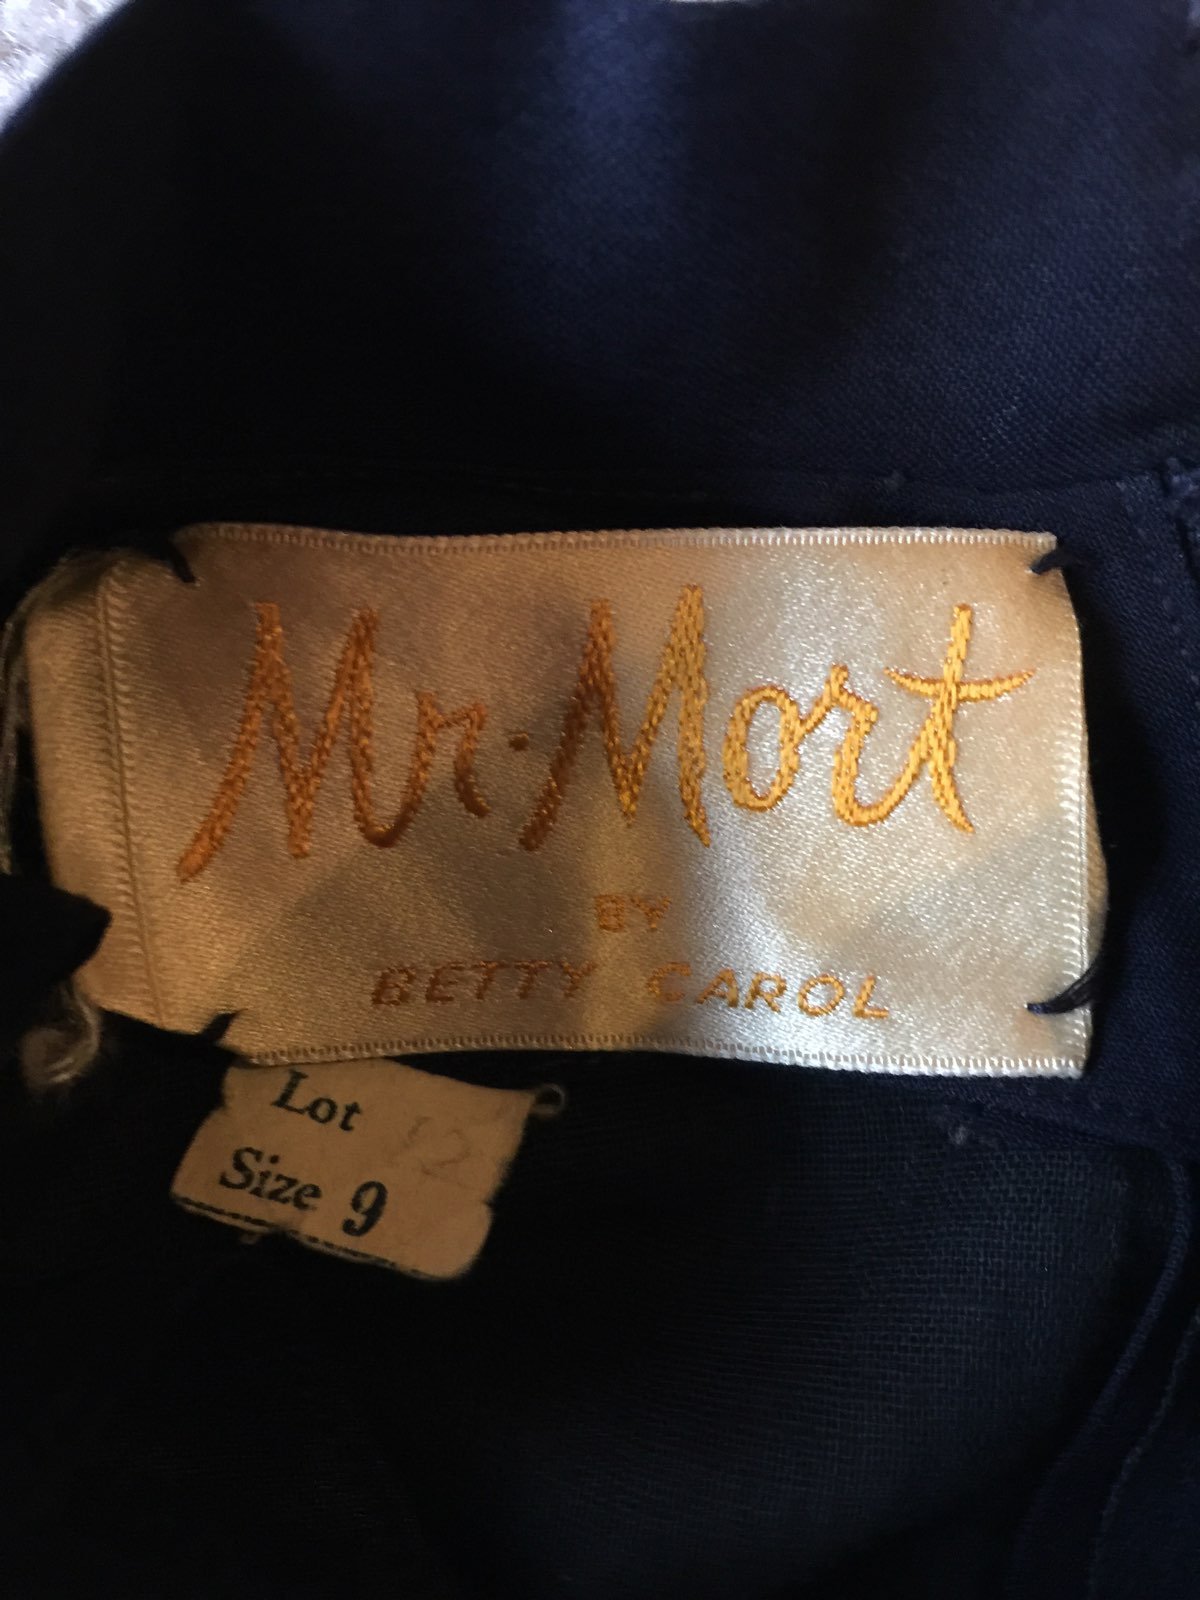 Mr. Mort
BY
BETTY CAROL
Lot 12
Size 9